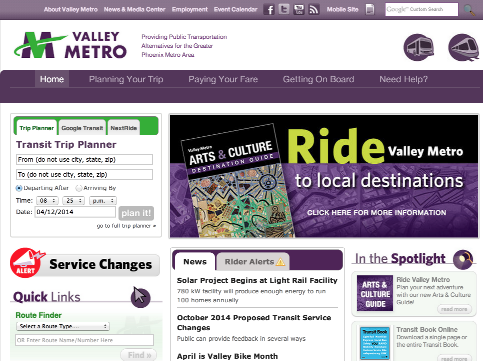 About Valley Metro News & Media Center Employment Event Calendar Mobile Site Google™ Custom Search
VALLEY METRO
Providing Public Transportation
Alternatives for the Greater
Phoenix Metro Area
Home Planning Your Trip Paying Your Fare Getting On Board Need Help?
Trip Planner Google Transit NextRide
Transit Trip Planner
From (do not use city, state, zip)
To (do not use city, state, zip)
Departing After Arriving By
Time: 08 25 p.m.
Date: 04/12/2014 plan it!
go to full trip planner »
Valley Metro
ARTS & CULTURE
DESTINATION GUIDE
Ride Valley Metro
to local destinations
CLICK HERE FOR MORE INFORMATION
ALERT Service Changes
Quick Links
Route Finder
Select a Route Type...
OR Enter Route Name/Number Here
Find »
News Rider Alerts
Solar Project Begins at Light Rail Facility
780 kW facility will produce enough energy to run
100 homes annually
October 2014 Proposed Transit Service
Changes
Public can provide feedback in several ways
April is Valley Bike Month
In the Spotlight
ARTS &
CULTURE
GUIDE
Ride Valley Metro
Plan your next adventure
with our new Arts & Culture
Guide!
read more
Transit Book
Transit Book Online
Download a single page or
the entire Transit Book.
read more